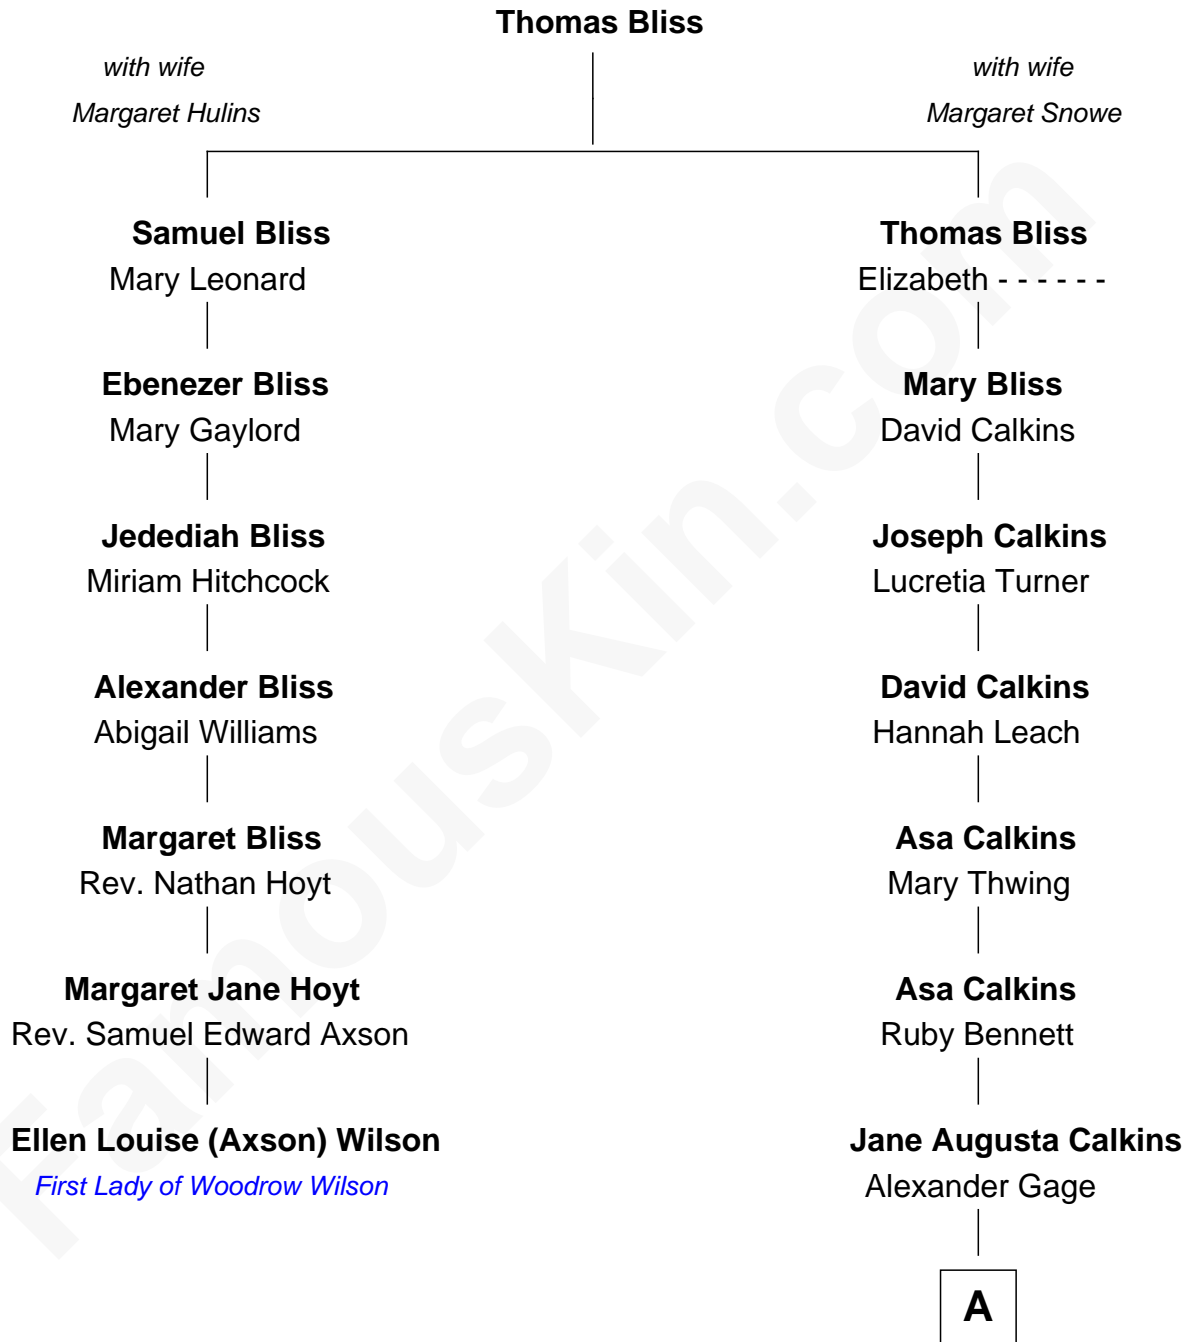 Thomas Bliss
with wife
Margaret Hulins
with wife
Margaret Snowe
Samuel Bliss
Mary Leonard
Ebenezer Bliss
Mary Gaylord
Jedediah Bliss
Miriam Hitchcock
Alexander Bliss
Abigail Williams
Margaret Bliss
Rev. Nathan Hoyt
Margaret Jane Hoyt
Rev. Samuel Edward Axson
Ellen Louise (Axson) Wilson
First Lady of Woodrow Wilson
Thomas Bliss
Elizabeth - - - - - -
Mary Bliss
David Calkins
Joseph Calkins
Lucretia Turner
David Calkins
Hannah Leach
Asa Calkins
Mary Thwing
Asa Calkins
Ruby Bennett
Jane Augusta Calkins
Alexander Gage
A
FamousKin.com